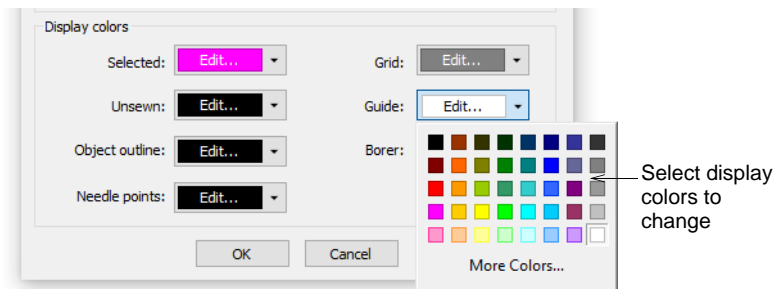 Display colors
Selected: Edit... Grid: Edit...
Unsewn: Edit... Guide: Edit...
Object outline: Edit... Borer:
Needle points: Edit...
Select display
colors to
change
OK Cancel More Colors...